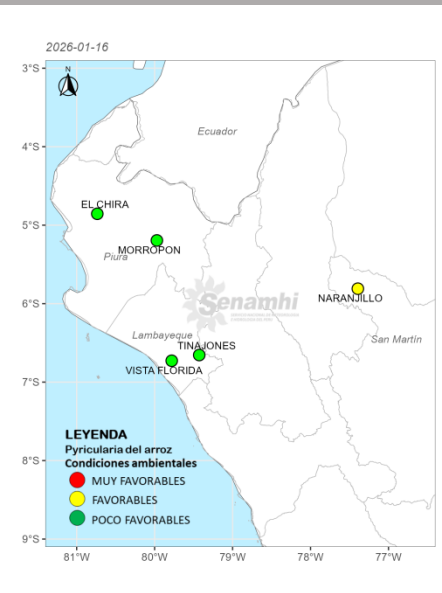 2026-01-16
3°S
N
Ecuador
4°S
EL CHIRA
5°S
MORROPON
Piura
Senamhi
NARANJILLO
6°S
Lambayeque
San Martín
TINAJONES
VISTA FLORIDA
7°S
LEYENDA
Pyricularia del arroz
Condiciones ambientales
8°S
MUY FAVORABLES
FAVORABLES
POCO FAVORABLES
9°S
81°W 80°W 79°W 78°W 77°W